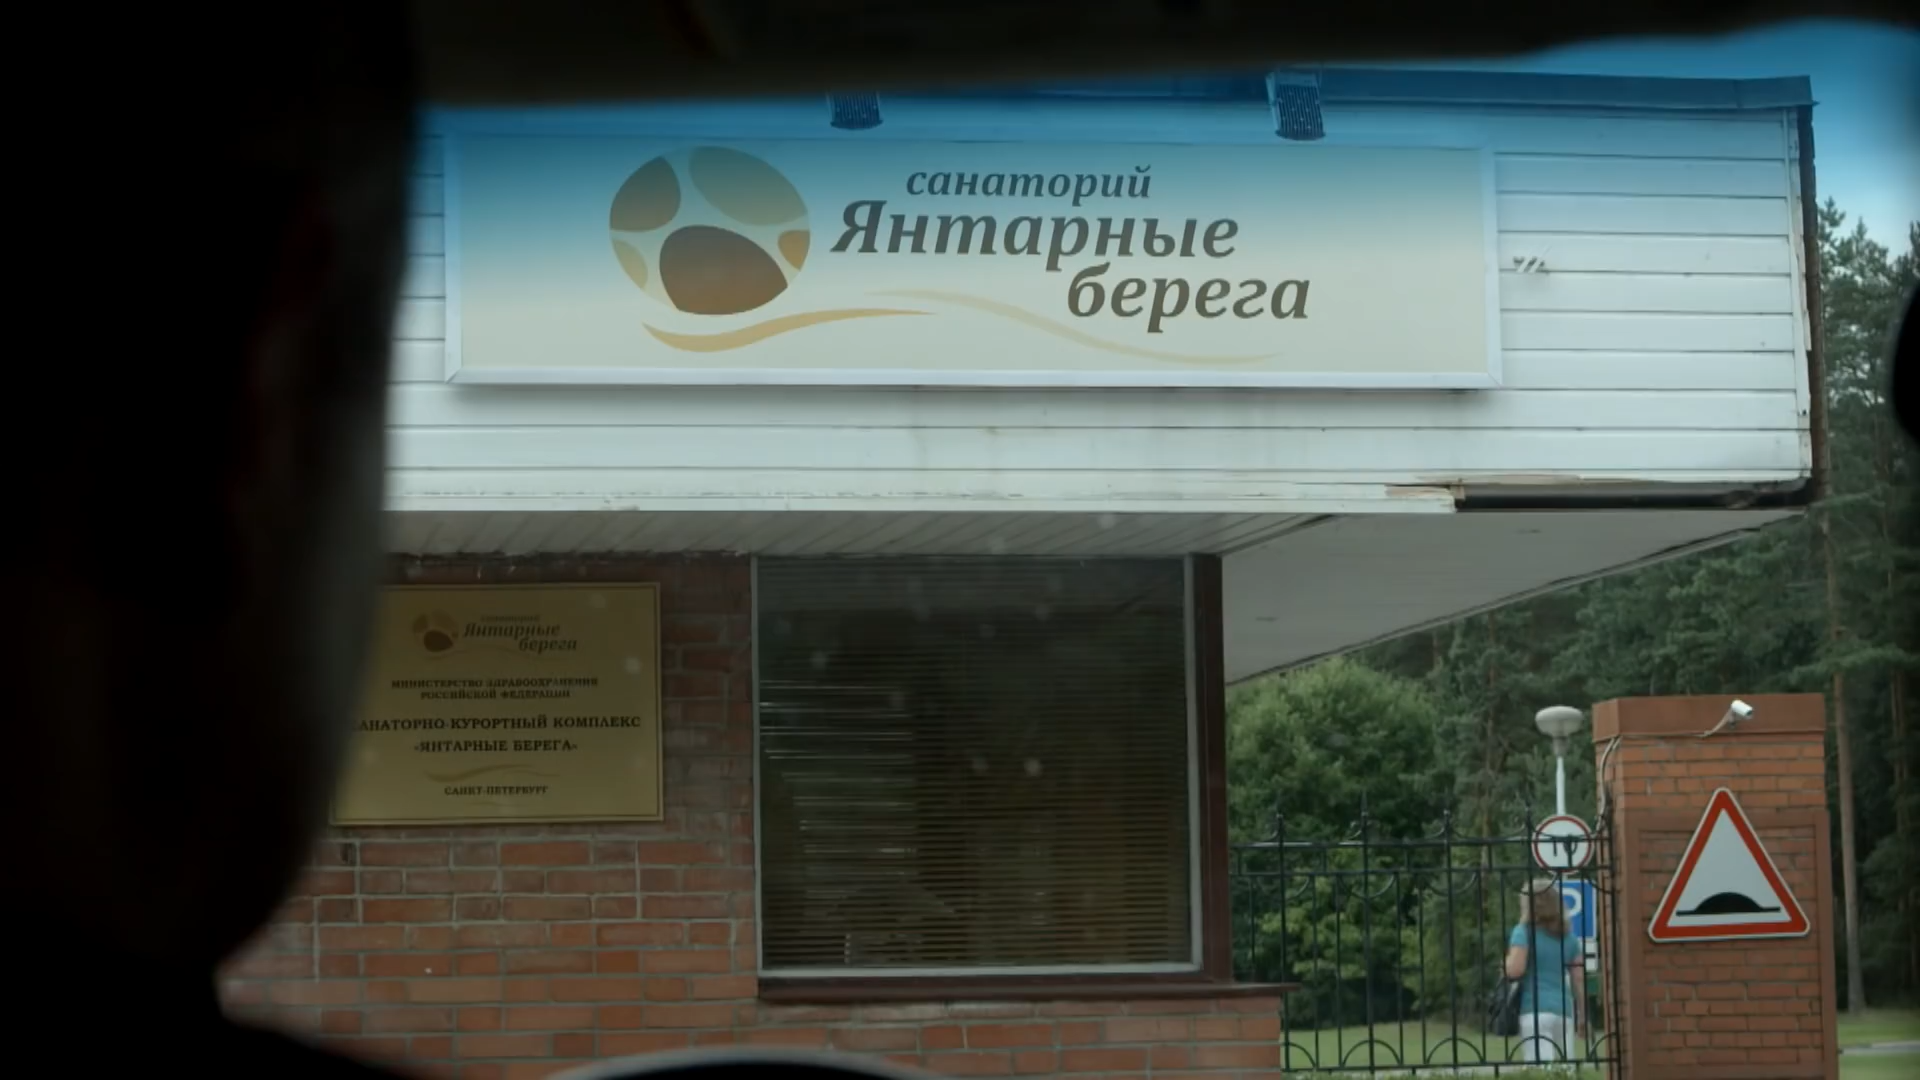 санаторий
Янтарные
берега
санаторий
Янтарные
берега
МИНИСТЕРСТВО ЗДРАВООХРАНЕНИЯ
РОССИЙСКОЙ ФЕДЕРАЦИИ
АНАТОРНО-КУРОРТНЫЙ КОМПЛЕКС
«ЯНТАРНЫЕ БЕРЕГА»
САНКТ-ПЕТЕРБУРГ